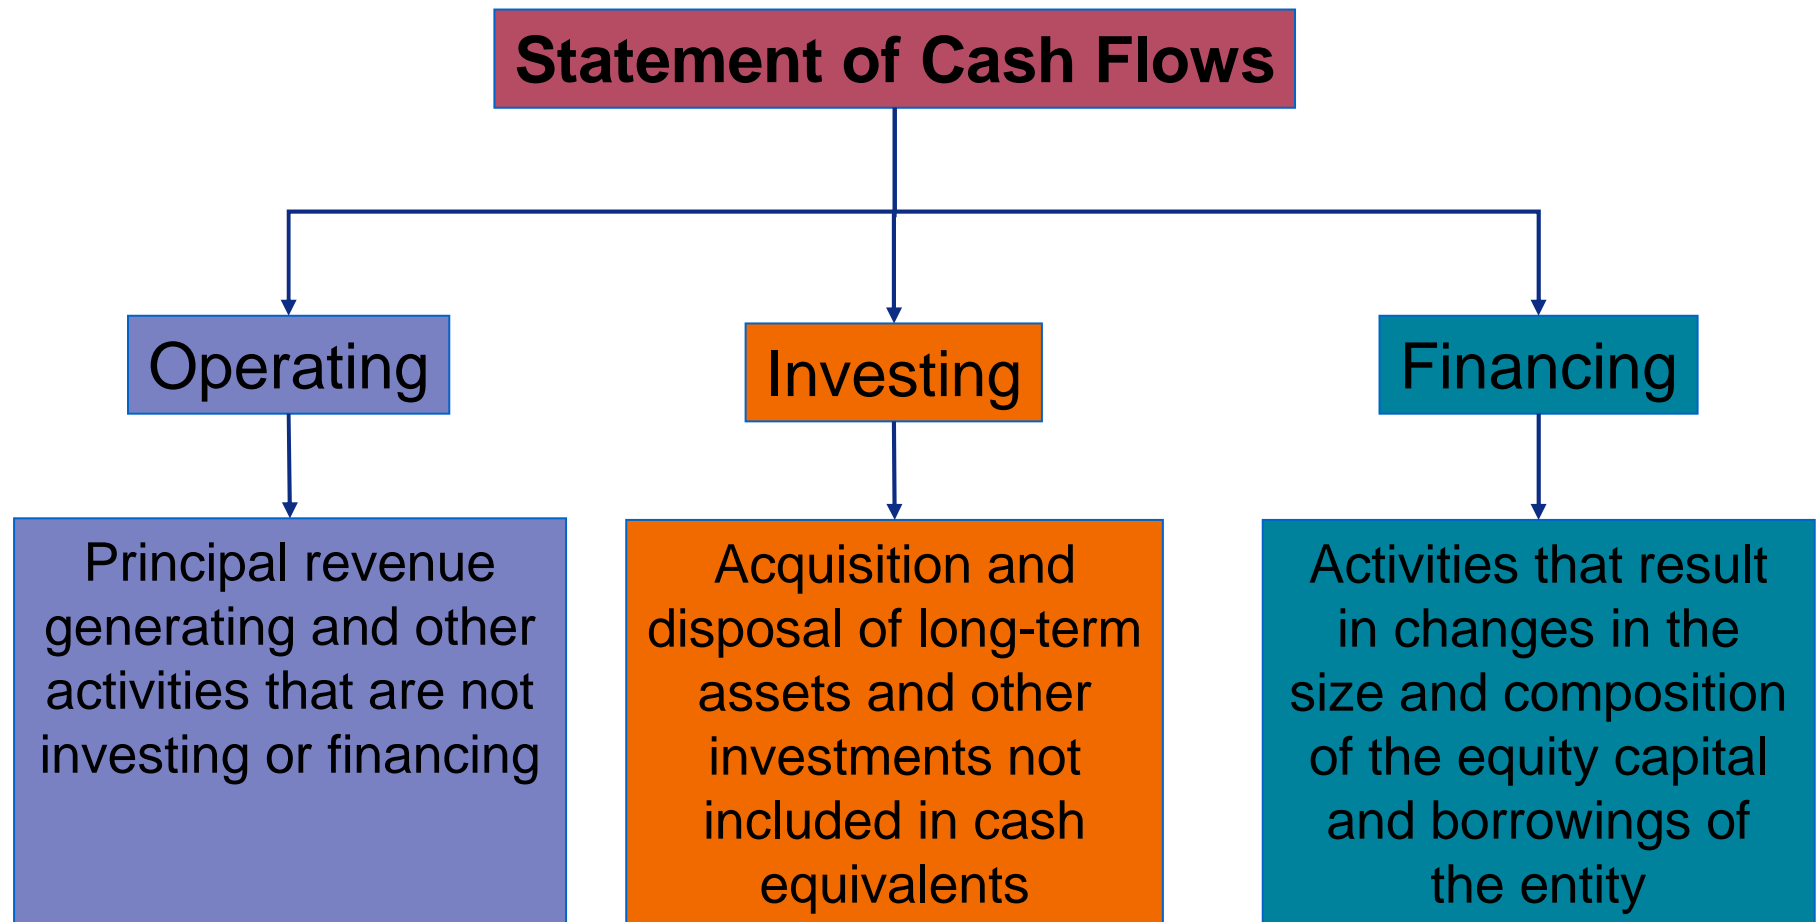 Statement of Cash Flows
Operating
Investing
Financing
Principal revenue
generating and other
activities that are not
investing or financing
Acquisition and
disposal of long-term
assets and other
investments not
included in cash
equivalents
Activities that result
in changes in the
size and composition
of the equity capital
and borrowings of
the entity